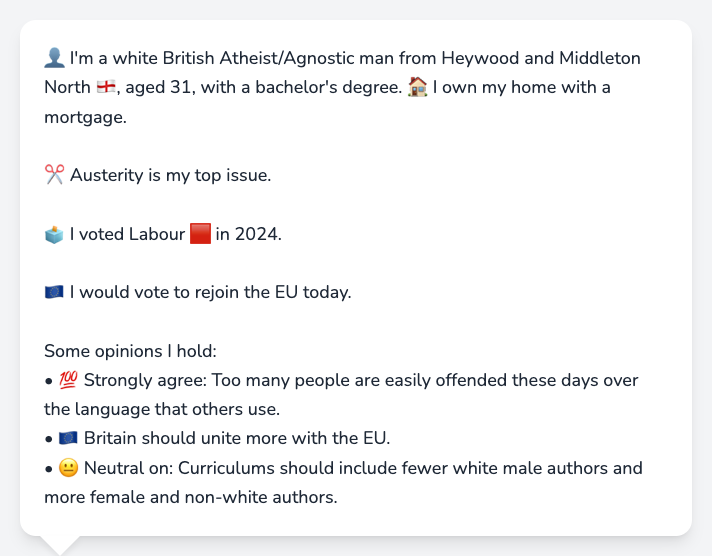 👤 I'm a white British Atheist/Agnostic man from Heywood and Middleton
North 🏴󠁧󠁢󠁥󠁮󠁧󠁿, aged 31, with a bachelor's degree. 🏠 I own my home with a
mortgage.
✂️ Austerity is my top issue.
🗳️ I voted Labour 🟥 in 2024.
🇪🇺 I would vote to rejoin the EU today.
Some opinions I hold:
• 💯 Strongly agree: Too many people are easily offended these days over
the language that others use.
• 🇪🇺 Britain should unite more with the EU.
• 😐 Neutral on: Curriculums should include fewer white male authors and
more female and non-white authors.